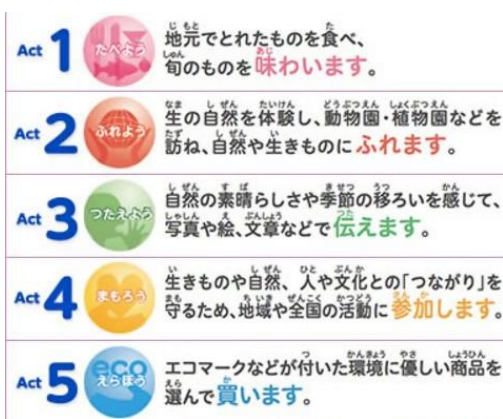 Act 1 たべよう 地元でとれたものを食べ、
旬のものを味わいます。
Act 2 ふれよう 生の自然を体験し、動物園・植物園などを
訪ね、自然や生きものにふれます。
Act 3 つたえよう 自然の素晴らしさや季節の移ろいを感じて、
写真や絵、文章などで伝えます。
Act 4 まもろう 生きものや自然、人や文化との「つながり」を
守るため、地域や全国の活動に参加します。
Act 5 eco えらぼう エコマークなどが付いた環境に優しい商品を
選んで買います。